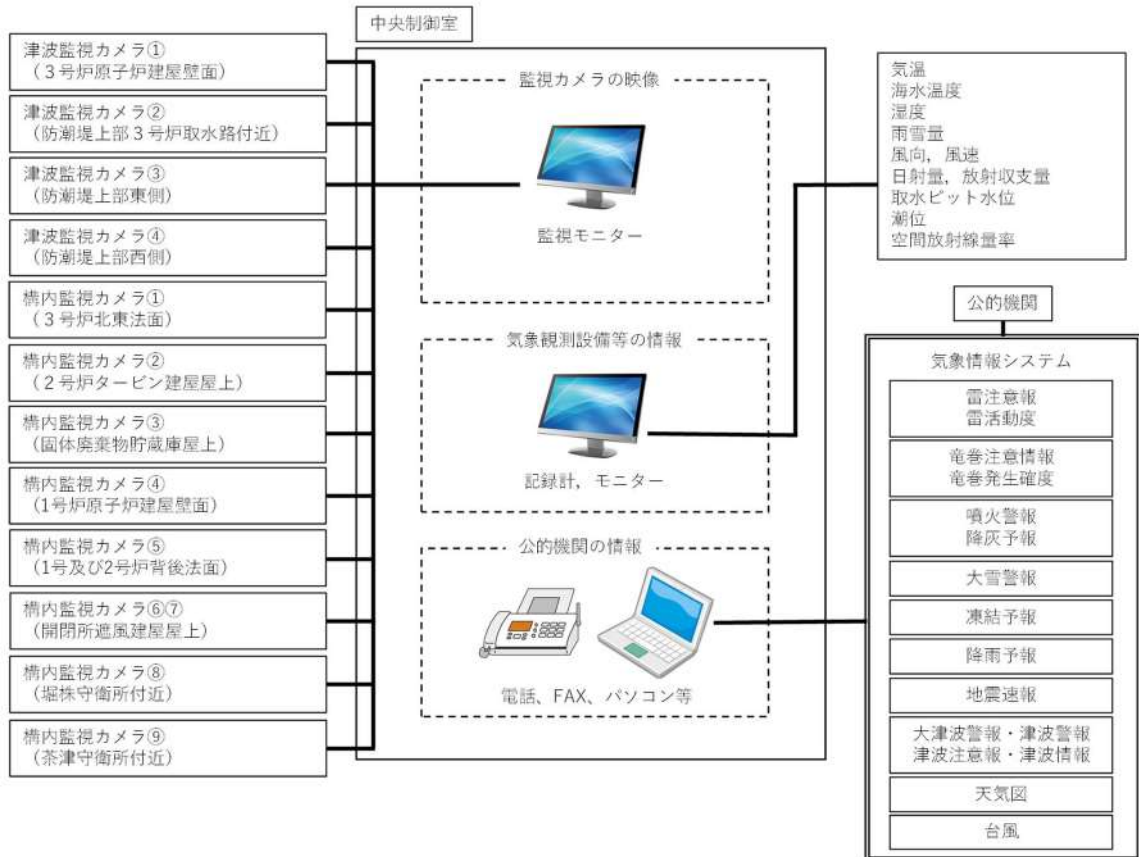 中央制御室
津波監視カメラ①
(3号炉原子炉建屋壁面)
津波監視カメラ②
(防潮堤上部3号炉取水路付近)
津波監視カメラ③
(防潮堤上部東側)
津波監視カメラ④
(防潮堤上部西側)
構内監視カメラ①
(3号炉北東法面)
構内監視カメラ②
(2号炉タービン建屋屋上)
構内監視カメラ③
(固体廃棄物貯蔵庫屋上)
構内監視カメラ④
(1号炉原子炉建屋壁面)
構内監視カメラ⑤
(1号及び2号炉背後法面)
構内監視カメラ⑥⑦
(開閉所遮風建屋屋上)
構内監視カメラ⑧
(堀株守衛所付近)
構内監視カメラ⑨
(茶津守衛所付近)
監視カメラの映像
監視モニター
気象観測設備等の情報
記録計,モニター
公的機関の情報
電話、FAX、パソコン等
気温
海水温度
湿度
雨雪量
風向,風速
日射量,放射収支量
取水ピット水位
潮位
空間放射線量率
公的機関
気象情報システム
雷注意報
雷活動度
竜巻注意情報
竜巻発生確度
噴火警報
降灰予報
大雪警報
凍結予報
降雨予報
地震速報
大津波警報・津波警報
津波注意報・津波情報
天気図
台風